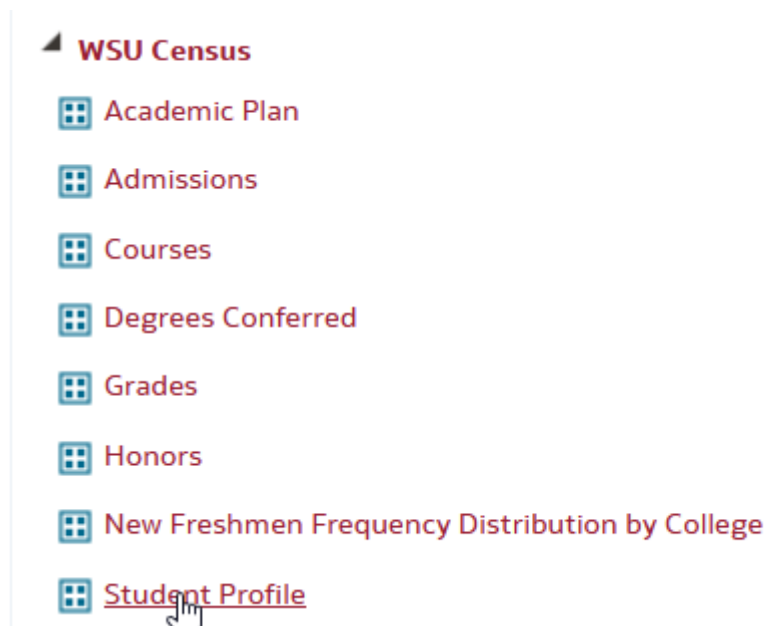 WSU Census
Academic Plan
Admissions
Courses
Degrees Conferred
Grades
Honors
New Freshmen Frequency Distribution by College
Student Profile